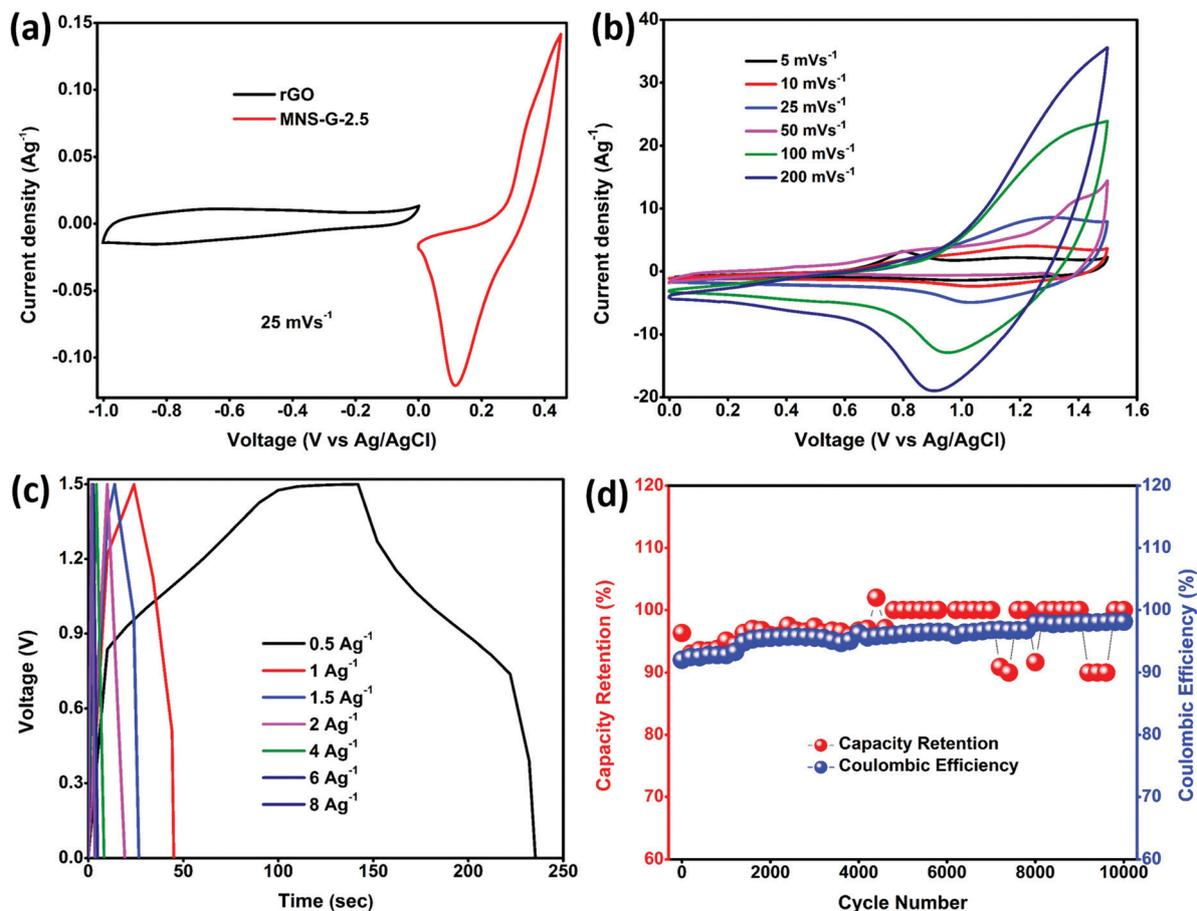 (a)
0.15
0.10
0.05
0.00
-0.05
-0.10
Current density (Ag⁻¹)
rGO
MNS-G-2.5
25 mVs⁻¹
-1.0 -0.8 -0.6 -0.4 -0.2 0.0 0.2 0.4
Voltage (V vs Ag/AgCl)
(b)
40
30
20
10
0
-10
-20
Current density (Ag⁻¹)
5 mVs⁻¹
10 mVs⁻¹
25 mVs⁻¹
50 mVs⁻¹
100 mVs⁻¹
200 mVs⁻¹
0.0 0.2 0.4 0.6 0.8 1.0 1.2 1.4 1.6
Voltage (V vs Ag/AgCl)
(c)
1.5
1.2
0.9
0.6
0.3
0.0
Voltage (V)
0.5 Ag⁻¹
1 Ag⁻¹
1.5 Ag⁻¹
2 Ag⁻¹
4 Ag⁻¹
6 Ag⁻¹
8 Ag⁻¹
0 50 100 150 200 250
Time (sec)
(d)
120
110
100
90
80
70
60
Capacity Retention (%)
Capacity Retention
Coulombic Efficiency
120
110
100
90
80
70
60
Coulombic Efficiency (%)
0 2000 4000 6000 8000 10000
Cycle Number